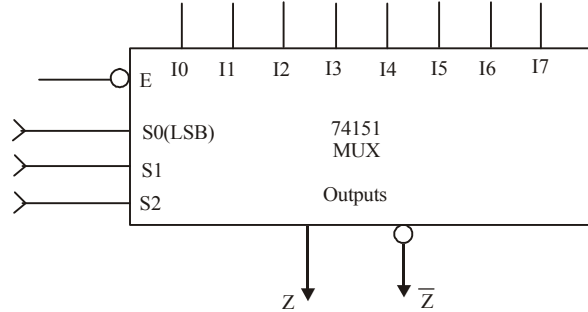 I0 I1 I2 I3 I4 I5 I6 I7
E
S0(LSB)
74151
MUX
S1
S2
Outputs
Z
Z̅